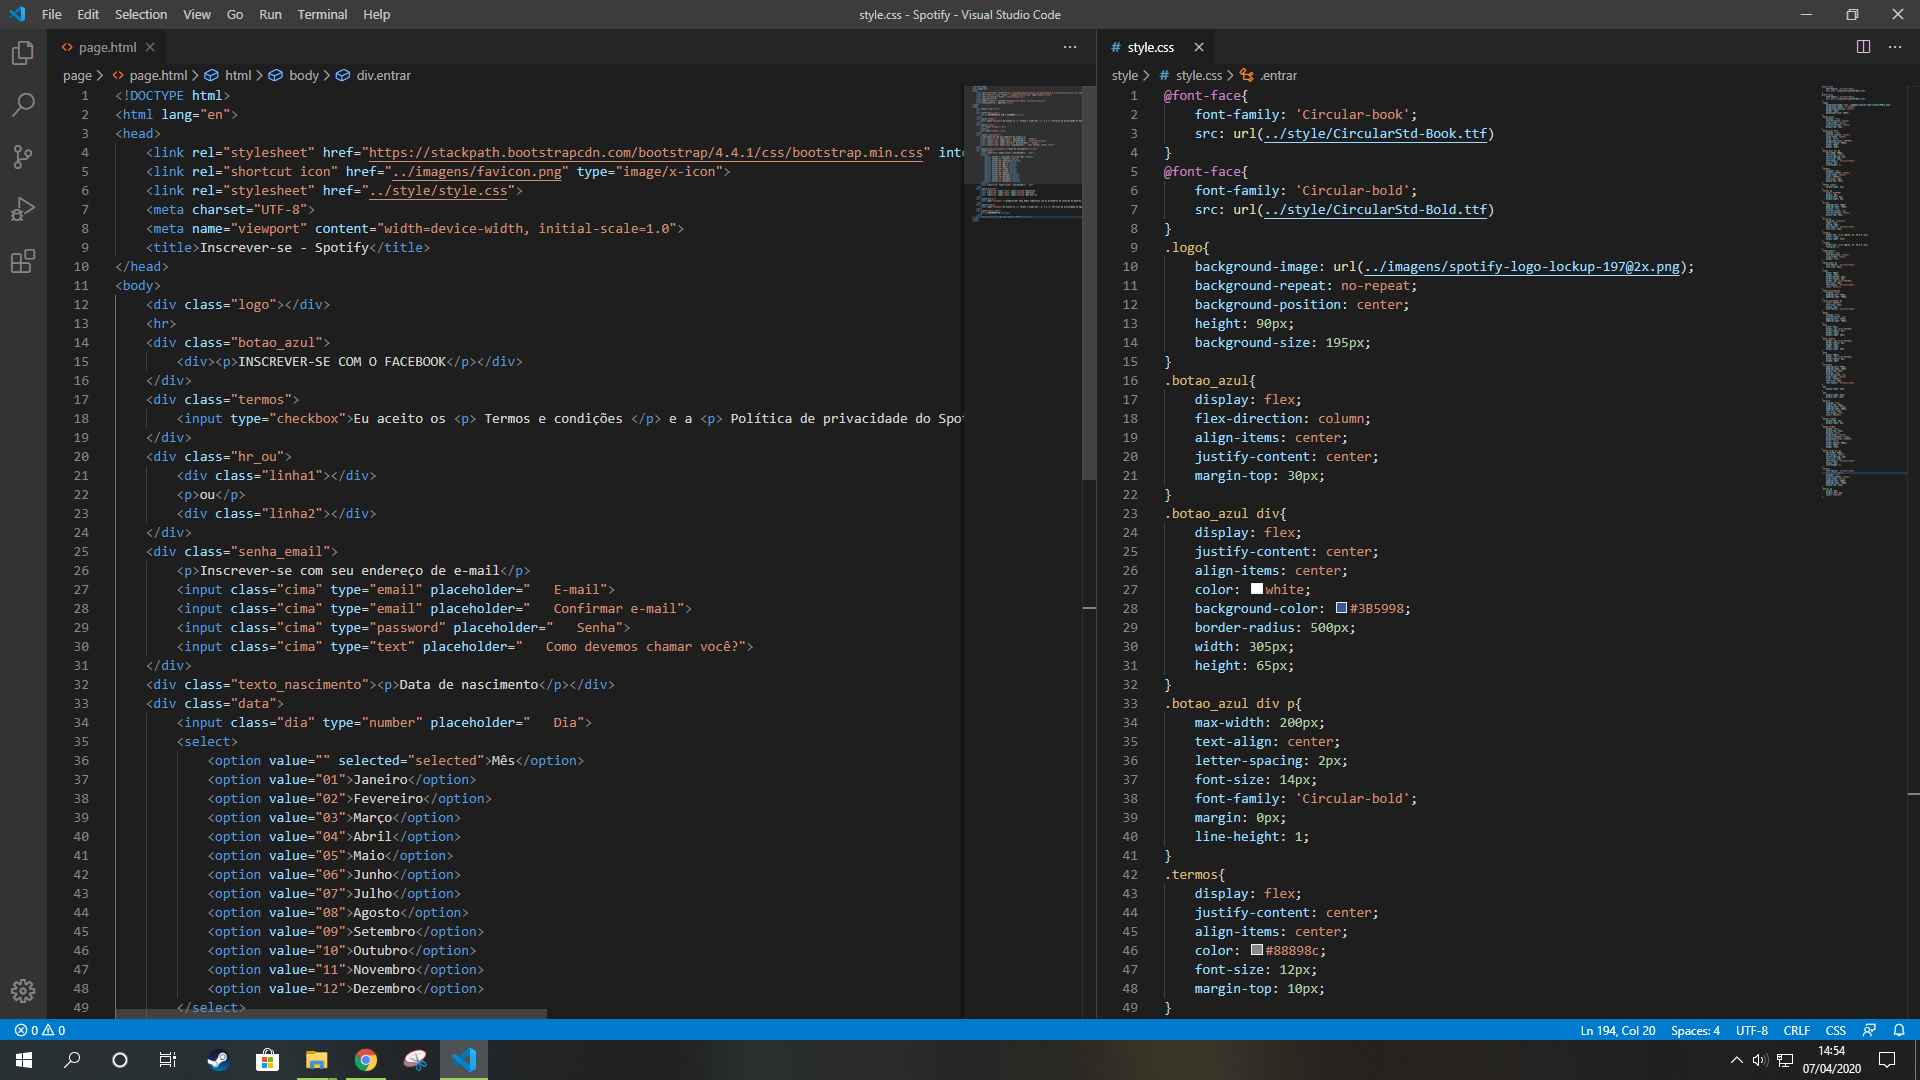 File Edit Selection View Go Run Terminal Help
style.css - Spotify - Visual Studio Code
page.html
page > page.html > html > body > div.entrar
1 <!DOCTYPE html>
2 <html lang="en">
3 <head>
4 <link rel="stylesheet" href="https://stackpath.bootstrapcdn.com/bootstrap/4.4.1/css/bootstrap.min.css" inte
5 <link rel="shortcut icon" href="../imagens/favicon.png" type="image/x-icon">
6 <link rel="stylesheet" href="../style/style.css">
7 <meta charset="UTF-8">
8 <meta name="viewport" content="width=device-width, initial-scale=1.0">
9 <title>Inscrever-se - Spotify</title>
10 </head>
11 <body>
12 <div class="logo"></div>
13 <hr>
14 <div class="botao_azul">
15 <div><p>INSCREVER-SE COM O FACEBOOK</p></div>
16 </div>
17 <div class="termos">
18 <input type="checkbox">Eu aceito os <p> Termos e condições </p> e a <p> Política de privacidade do Spo
19 </div>
20 <div class="hr_ou">
21 <div class="linha1"></div>
22 <p>ou</p>
23 <div class="linha2"></div>
24 </div>
25 <div class="senha_email">
26 <p>Inscrever-se com seu endereço de e-mail</p>
27 <input class="cima" type="email" placeholder="   E-mail">
28 <input class="cima" type="email" placeholder="   Confirmar e-mail">
29 <input class="cima" type="password" placeholder="   Senha">
30 <input class="cima" type="text" placeholder="   Como devemos chamar você?">
31 </div>
32 <div class="texto_nascimento"><p>Data de nascimento</p></div>
33 <div class="data">
34 <input class="dia" type="number" placeholder="   Dia">
35 <select>
36 <option value="" selected="selected">Mês</option>
37 <option value="01">Janeiro</option>
38 <option value="02">Fevereiro</option>
39 <option value="03">Março</option>
40 <option value="04">Abril</option>
41 <option value="05">Maio</option>
42 <option value="06">Junho</option>
43 <option value="07">Julho</option>
44 <option value="08">Agosto</option>
45 <option value="09">Setembro</option>
46 <option value="10">Outubro</option>
47 <option value="11">Novembro</option>
48 <option value="12">Dezembro</option>
49 </select>
style.css
style > style.css > .entrar
1 @font-face{
2 font-family: 'Circular-book';
3 src: url(../style/CircularStd-Book.ttf)
4 }
5 @font-face{
6 font-family: 'Circular-bold';
7 src: url(../style/CircularStd-Bold.ttf)
8 }
9 .logo{
10 background-image: url(../imagens/spotify-logo-lockup-197@2x.png);
11 background-repeat: no-repeat;
12 background-position: center;
13 height: 90px;
14 background-size: 195px;
15 }
16 .botao_azul{
17 display: flex;
18 flex-direction: column;
19 align-items: center;
20 justify-content: center;
21 margin-top: 30px;
22 }
23 .botao_azul div{
24 display: flex;
25 justify-content: center;
26 align-items: center;
27 color: white;
28 background-color: #3B5998;
29 border-radius: 500px;
30 width: 305px;
31 height: 65px;
32 }
33 .botao_azul div p{
34 max-width: 200px;
35 text-align: center;
36 letter-spacing: 2px;
37 font-size: 14px;
38 font-family: 'Circular-bold';
39 margin: 0px;
40 line-height: 1;
41 }
42 .termos{
43 display: flex;
44 justify-content: center;
45 align-items: center;
46 color: #88898c;
47 font-size: 12px;
48 margin-top: 10px;
49 }
0 0
Ln 194, Col 20 Spaces: 4 UTF-8 CRLF CSS
14:54
07/04/2020